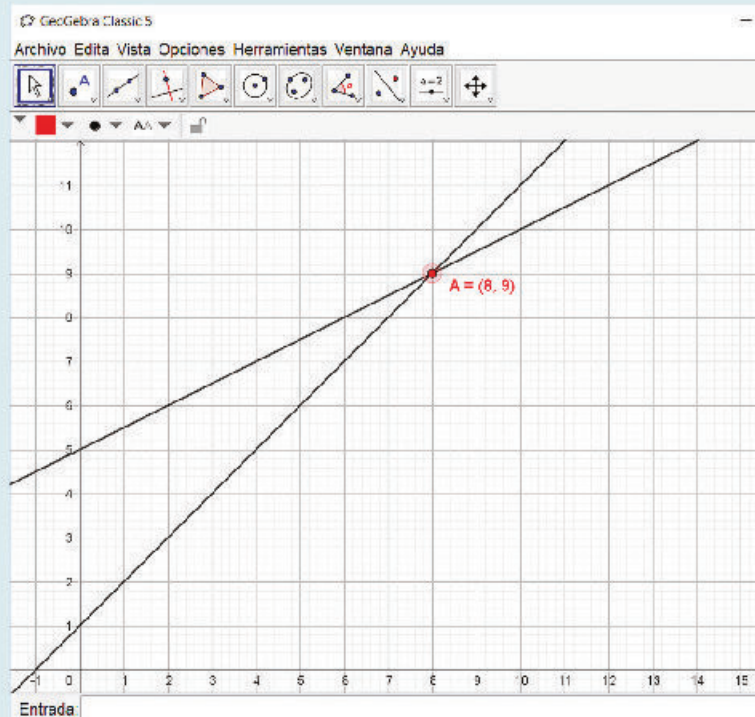 GeoGebra Classic 5
Archivo Edita Vista Opciones Herramientas Ventana Ayuda
A
a=2
AA
11
10
9
A = (8, 9)
8
7
6
5
4
3
2
1
-1 0 1 2 3 4 5 6 7 8 9 10 11 12 13 14 15
Entrada: